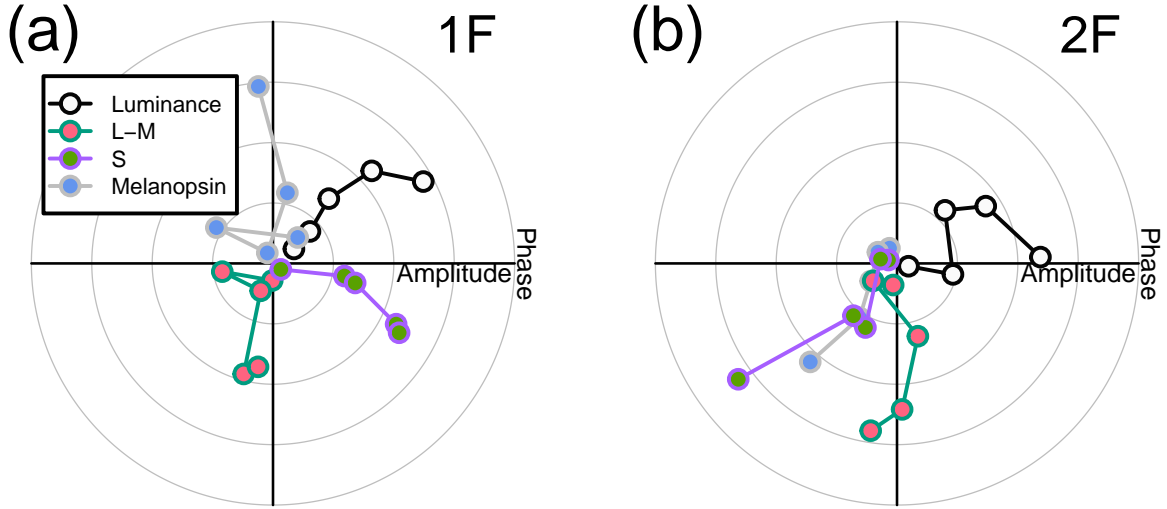 (a)
1F
Luminance
L−M
S
Melanopsin
Amplitude
Phase
(b)
2F
Amplitude
Phase